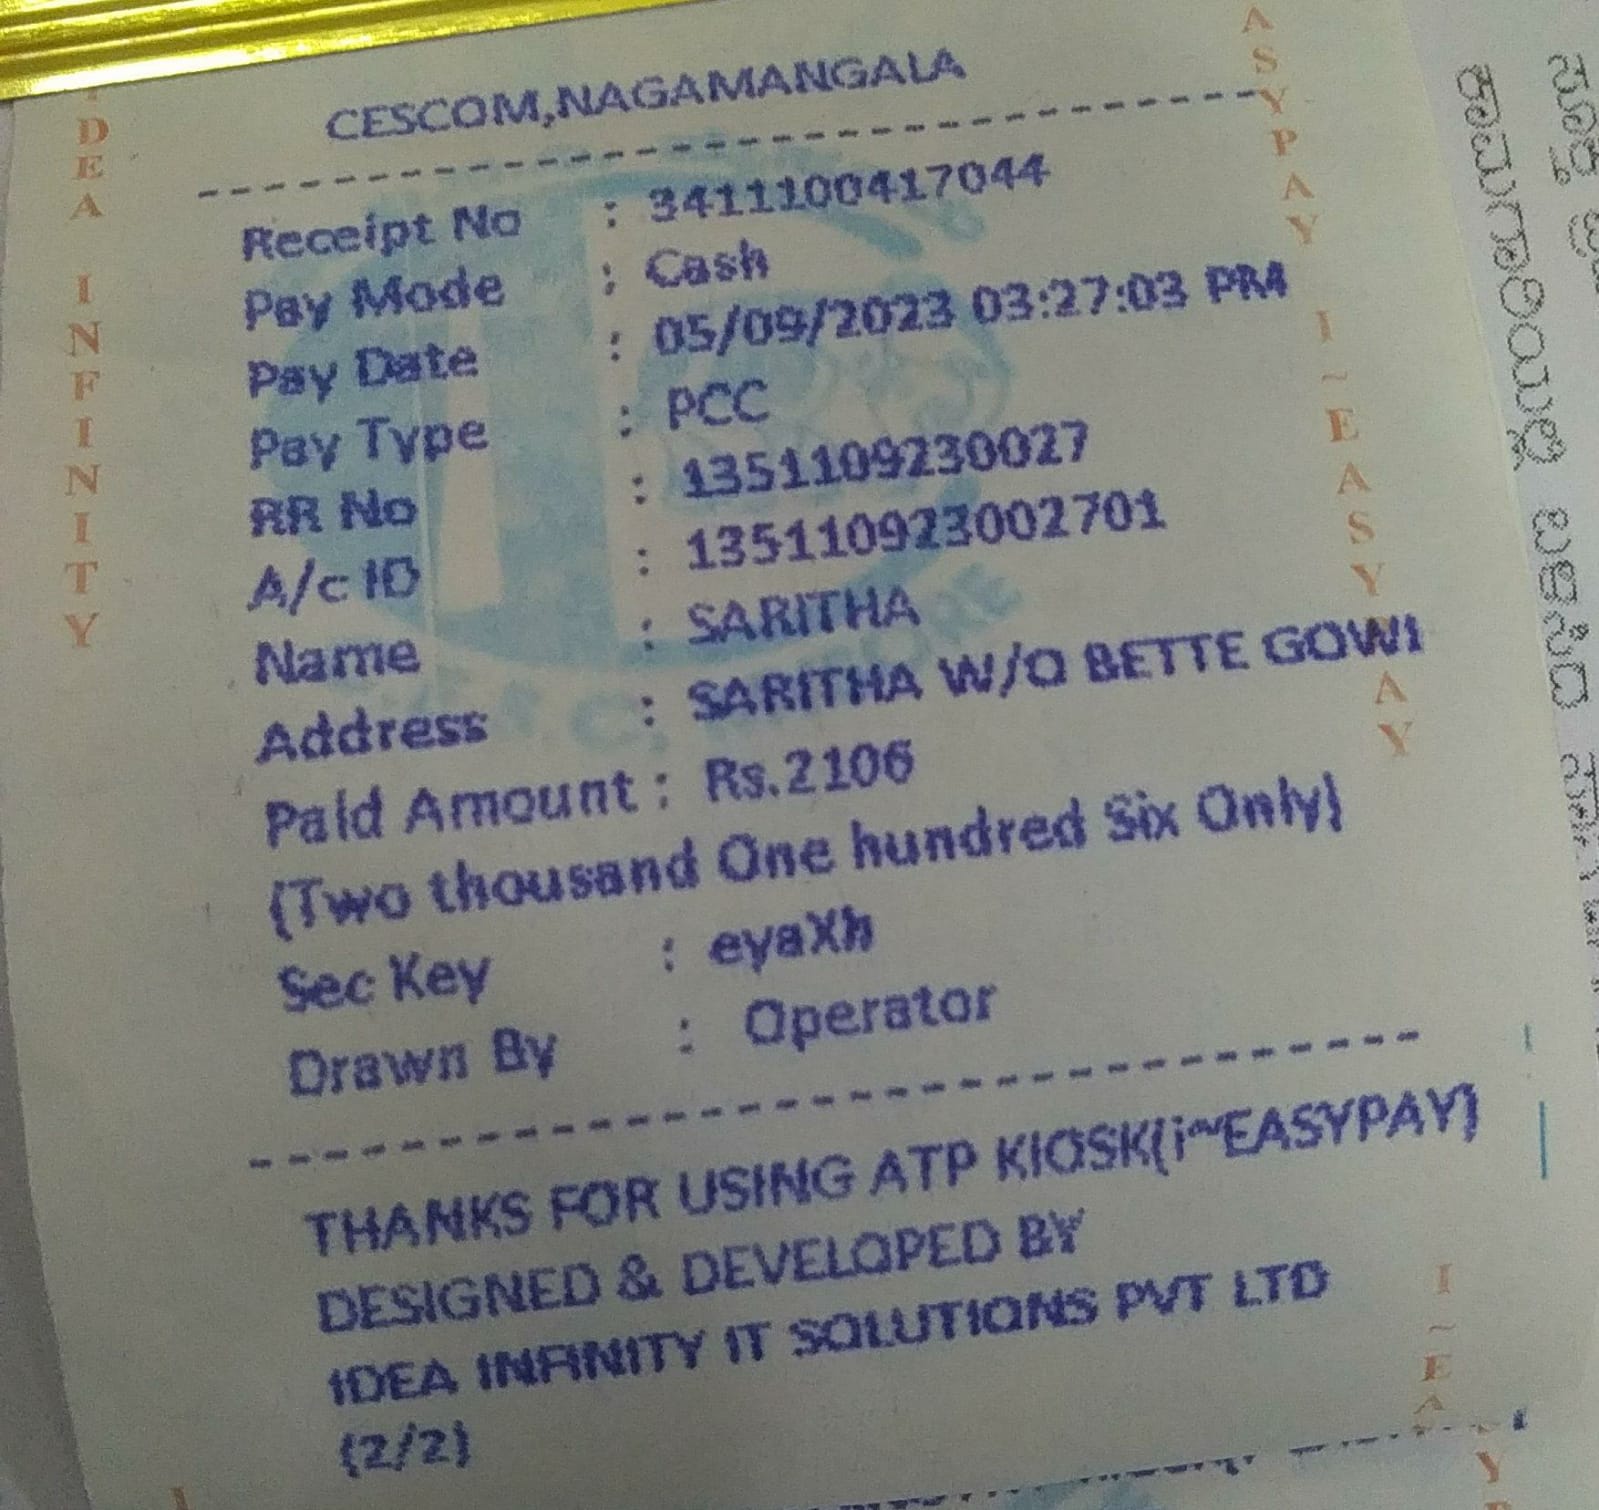 CESCOM,NAGAMANGALA
Receipt No : 3411100417044
Pay Mode : Cash
Pay Date : 05/09/2023 03:27:03 PM
Pay Type : PCC
RR No : 1351109230027
A/c ID : 135110923002701
Name : SARITHA
Address : SARITHA W/O BETTE GOW
Paid Amount : Rs.2106
(Two thousand One hundred Six Only)
Sec Key : eyaXh
Drawn By : Operator
THANKS FOR USING ATP KIOSK(i~EASYPAY)
DESIGNED & DEVELOPED BY
IDEA INFINITY IT SOLUTIONS PVT LTD
(2/2)
IDEA INFINITY
ASYPAY I~EASYPAY
I~EA